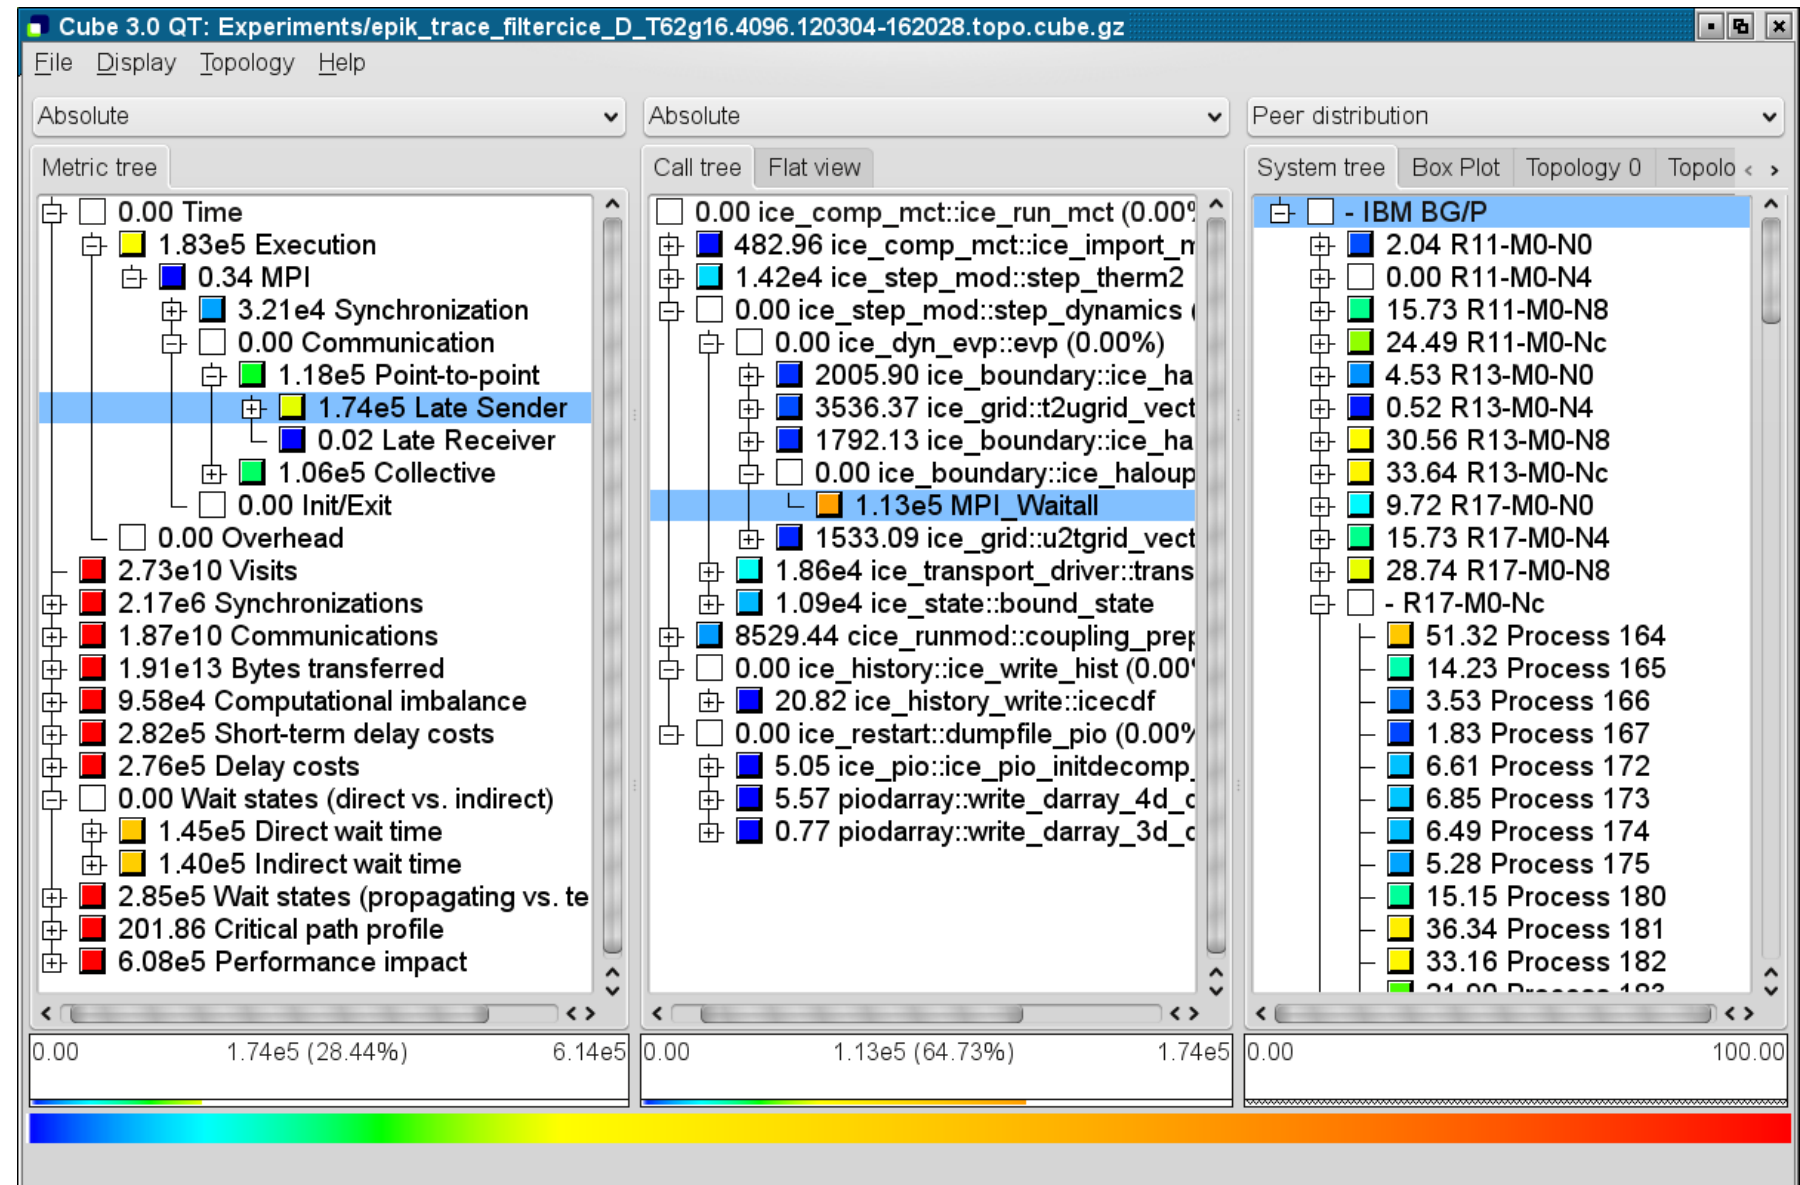 Cube 3.0 QT: Experiments/epik_trace_filtercice_D_T62g16.4096.120304-162028.topo.cube.gz
File Display Topology Help
Absolute
Metric tree
0.00 Time
1.83e5 Execution
0.34 MPI
3.21e4 Synchronization
0.00 Communication
1.18e5 Point-to-point
1.74e5 Late Sender
0.02 Late Receiver
1.06e5 Collective
0.00 Init/Exit
0.00 Overhead
2.73e10 Visits
2.17e6 Synchronizations
1.87e10 Communications
1.91e13 Bytes transferred
9.58e4 Computational imbalance
2.82e5 Short-term delay costs
2.76e5 Delay costs
0.00 Wait states (direct vs. indirect)
1.45e5 Direct wait time
1.40e5 Indirect wait time
2.85e5 Wait states (propagating vs. te
201.86 Critical path profile
6.08e5 Performance impact
0.00 1.74e5 (28.44%) 6.14e5
Absolute
Call tree Flat view
0.00 ice_comp_mct::ice_run_mct (0.00%
482.96 ice_comp_mct::ice_import_m
1.42e4 ice_step_mod::step_therm2
0.00 ice_step_mod::step_dynamics (
0.00 ice_dyn_evp::evp (0.00%)
2005.90 ice_boundary::ice_ha
3536.37 ice_grid::t2ugrid_vect
1792.13 ice_boundary::ice_ha
0.00 ice_boundary::ice_haloup
1.13e5 MPI_Waitall
1533.09 ice_grid::u2tgrid_vect
1.86e4 ice_transport_driver::trans
1.09e4 ice_state::bound_state
8529.44 cice_runmod::coupling_prep
0.00 ice_history::ice_write_hist (0.00%
20.82 ice_history_write::icecdf
0.00 ice_restart::dumpfile_pio (0.00%
5.05 ice_pio::ice_pio_initdecomp_
5.57 piodarray::write_darray_4d_d
0.77 piodarray::write_darray_3d_d
0.00 1.13e5 (64.73%) 1.74e5
Peer distribution
System tree Box Plot Topology 0 Topolo
- IBM BG/P
2.04 R11-M0-N0
0.00 R11-M0-N4
15.73 R11-M0-N8
24.49 R11-M0-Nc
4.53 R13-M0-N0
0.52 R13-M0-N4
30.56 R13-M0-N8
33.64 R13-M0-Nc
9.72 R17-M0-N0
15.73 R17-M0-N4
28.74 R17-M0-N8
- R17-M0-Nc
51.32 Process 164
14.23 Process 165
3.53 Process 166
1.83 Process 167
6.61 Process 172
6.85 Process 173
6.49 Process 174
5.28 Process 175
15.15 Process 180
36.34 Process 181
33.16 Process 182
Process 183
0.00 100.00